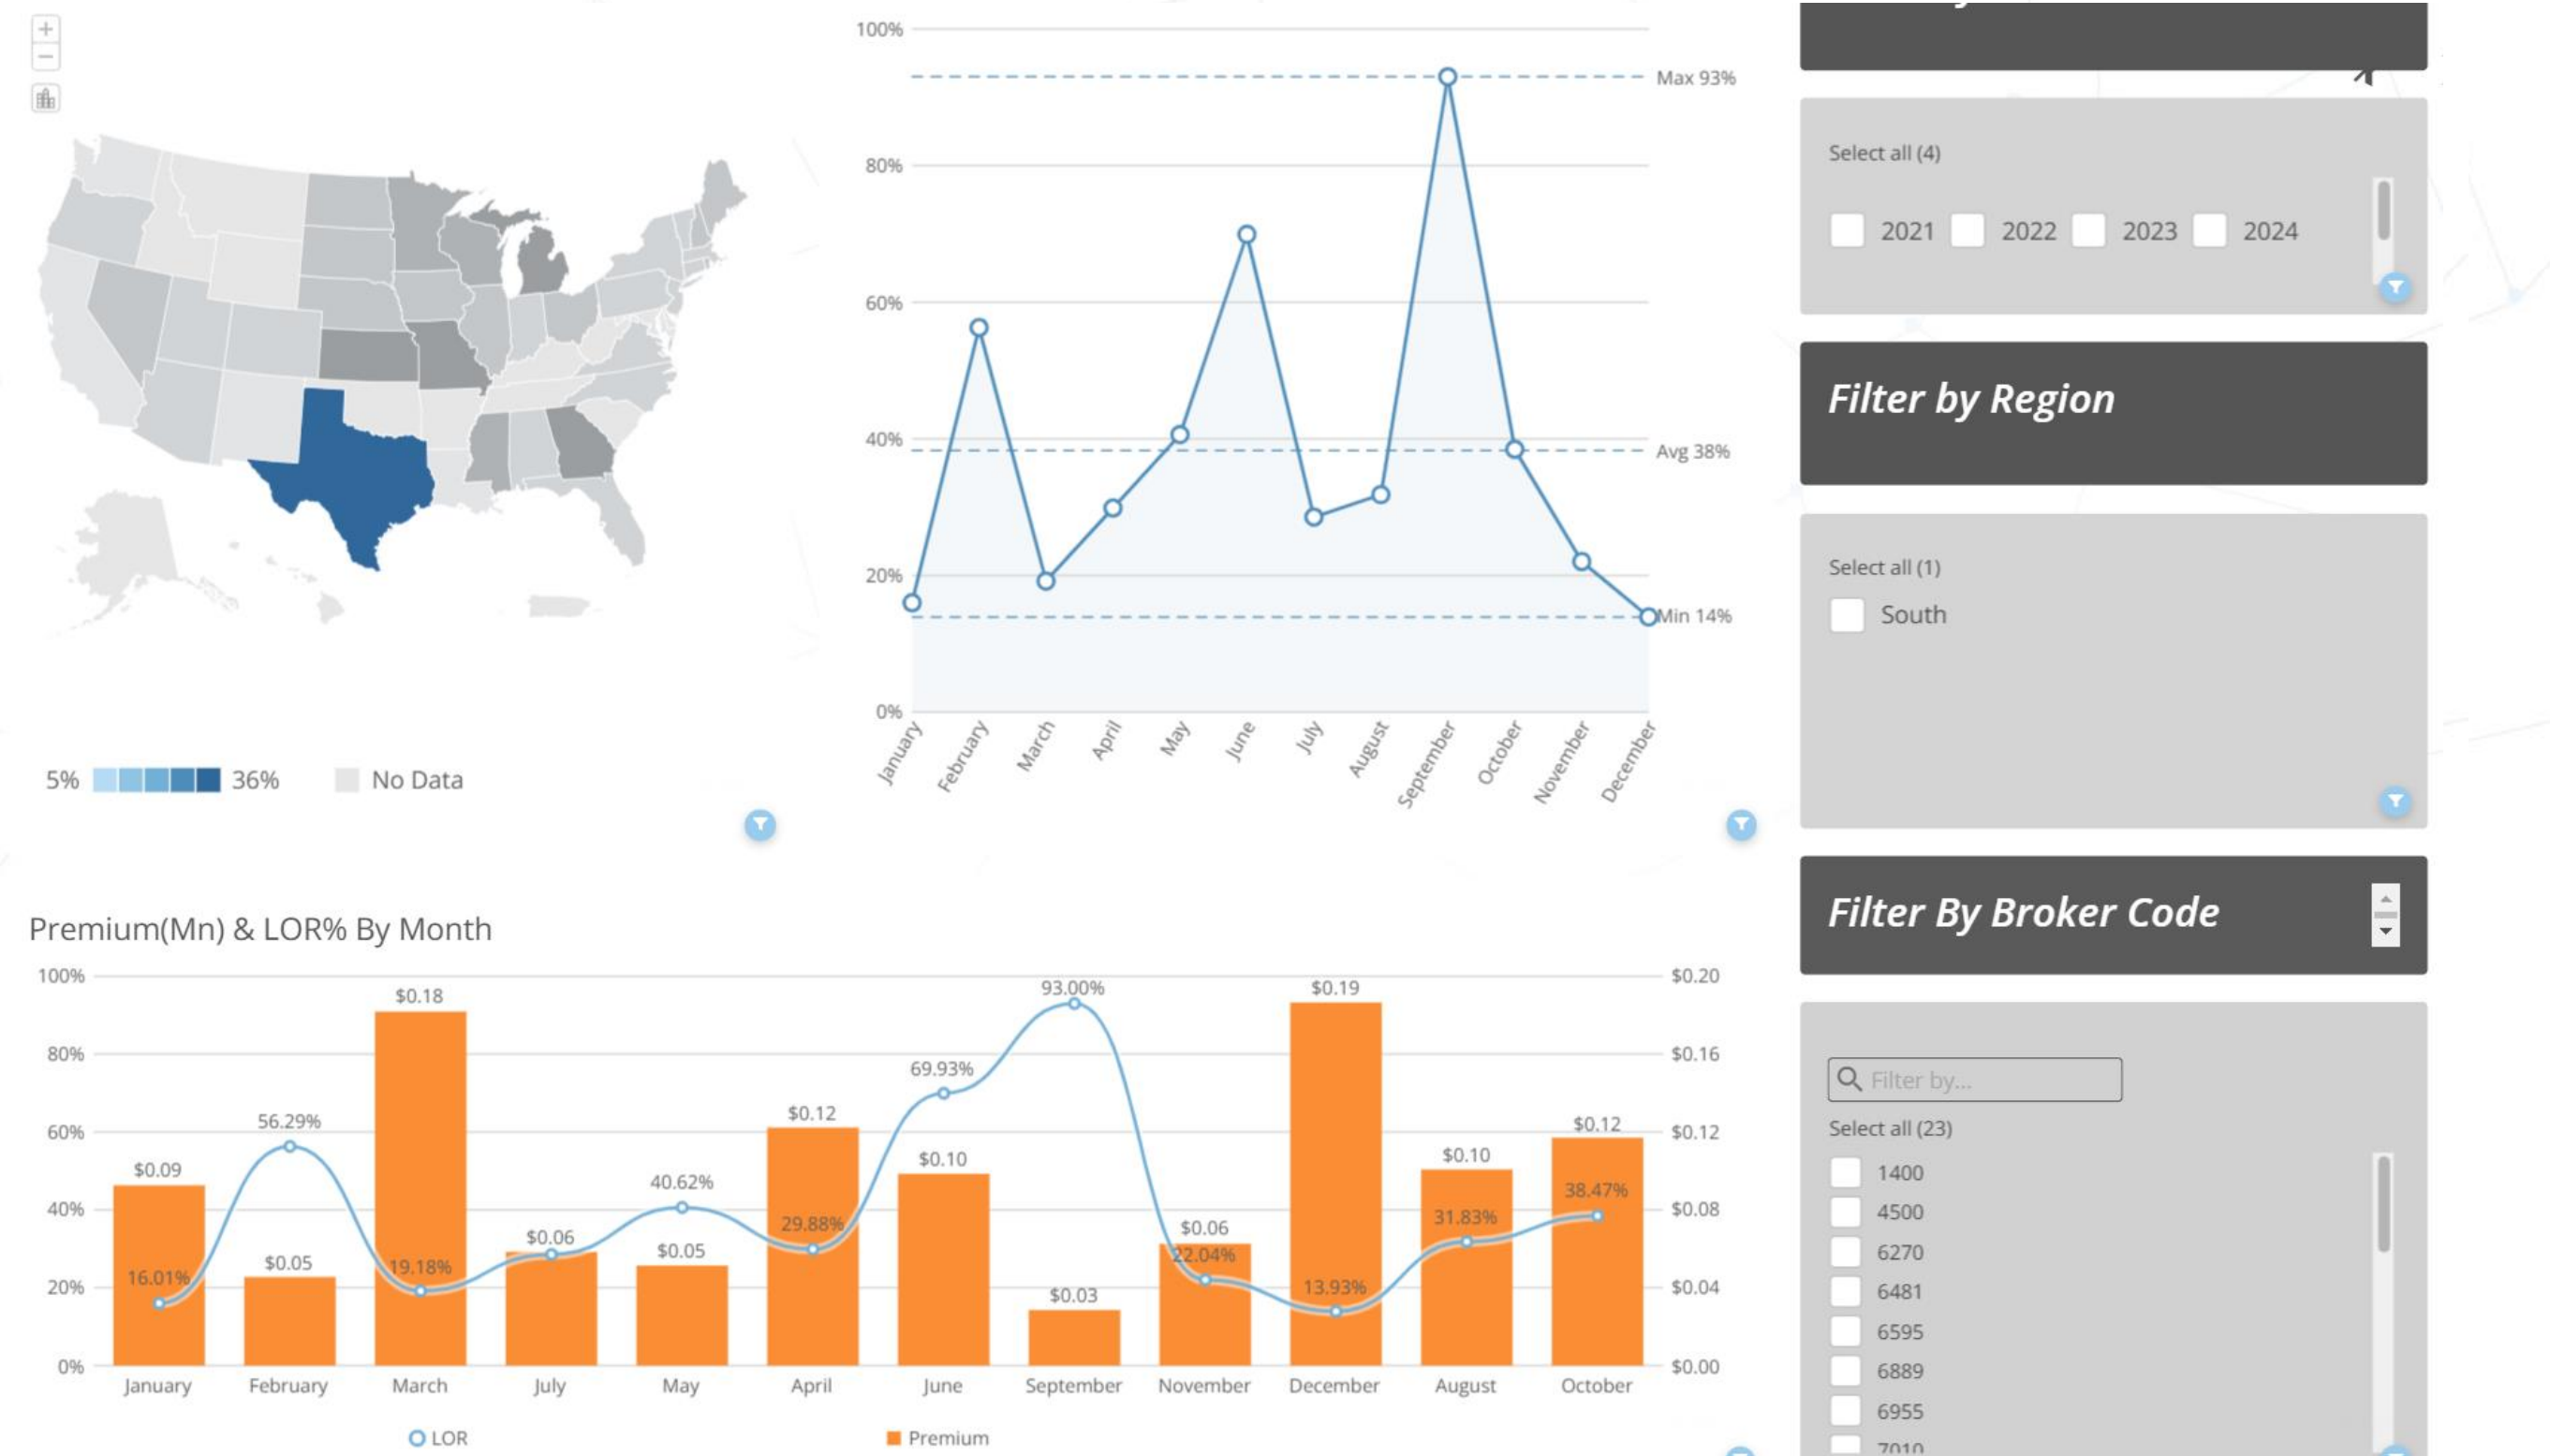 +
−
5% 36% No Data
100%
80%
60%
40%
20%
0%
Max 93%
Avg 38%
Min 14%
January
February
March
April
May
June
July
August
September
October
November
December
Premium(Mn) & LOR% By Month
100%
80%
60%
40%
20%
0%
$0.20
$0.16
$0.12
$0.08
$0.04
$0.00
$0.09
16.01%
56.29%
$0.05
$0.18
19.18%
$0.06
40.62%
$0.05
$0.12
29.88%
69.93%
$0.10
93.00%
$0.03
$0.06
22.04%
$0.19
13.93%
$0.10
31.83%
$0.12
38.47%
January February March July May April June September November December August October
LOR Premium
Select all (4)
2021 2022 2023 2024
Filter by Region
Select all (1)
South
Filter By Broker Code
Filter by...
Select all (23)
1400
4500
6270
6481
6595
6889
6955
7010